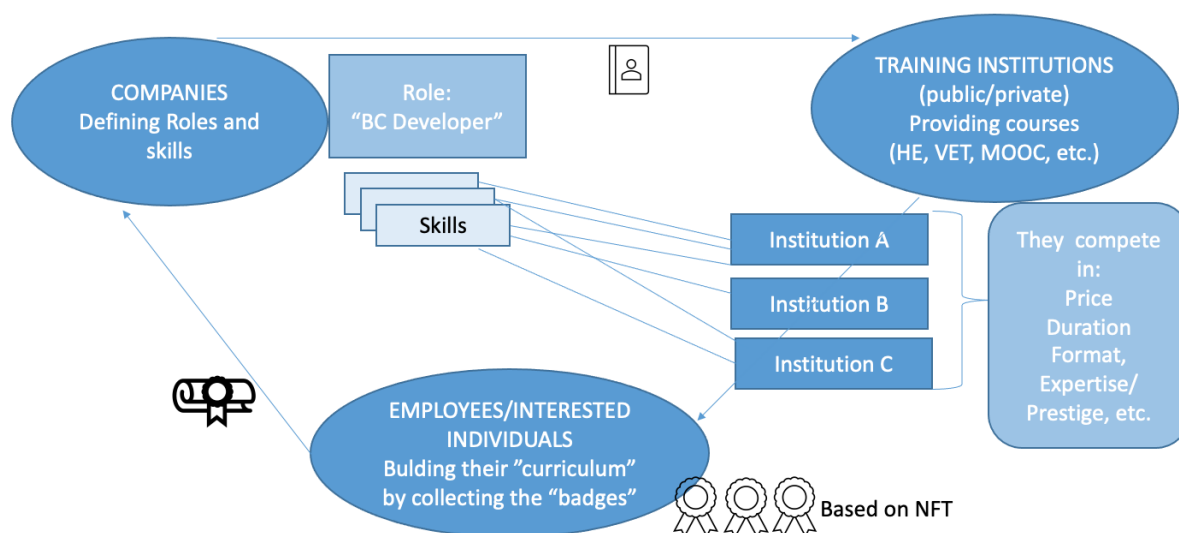 COMPANIES
Defining Roles and
skills
Role:
“BC Developer”
TRAINING INSTITUTIONS
(public/private)
Providing courses
(HE, VET, MOOC, etc.)
Skills
Institution A
Institution B
Institution C
They compete
in:
Price
Duration
Format,
Expertise/
Prestige, etc.
EMPLOYEES/INTERESTED
INDIVIDUALS
Bulding their ”curriculum”
by collecting the “badges”
Based on NFT